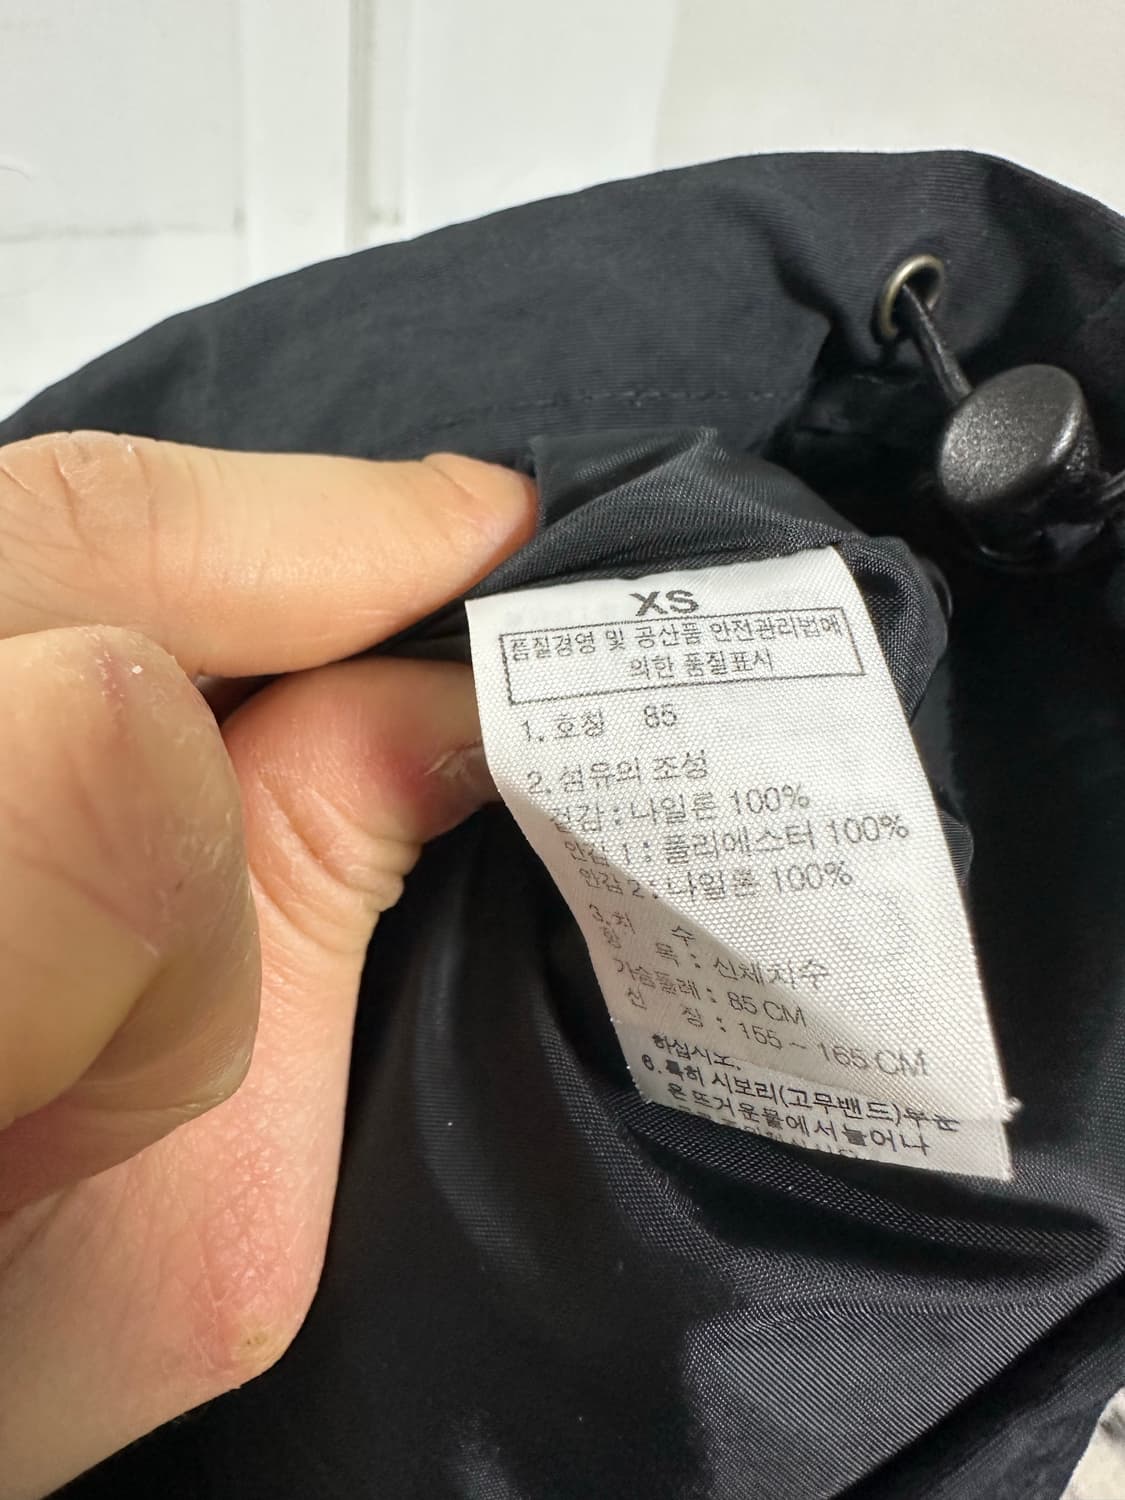 XS
품질경영 및 공산품 안전관리법에
의한 품질표시
1. 호칭 85
2. 섬유의 조성
겉감 : 나일론 100%
안감 1 : 폴리에스터 100%
안감 2 : 나일론 100%
3. 치 수
항 목 : 신체치수
가슴둘레 : 85 CM
신 장 : 155 ~ 165 CM
하십시오.
6. 특히 시보리(고무밴드)부분
은 뜨거운물에서 늘어나